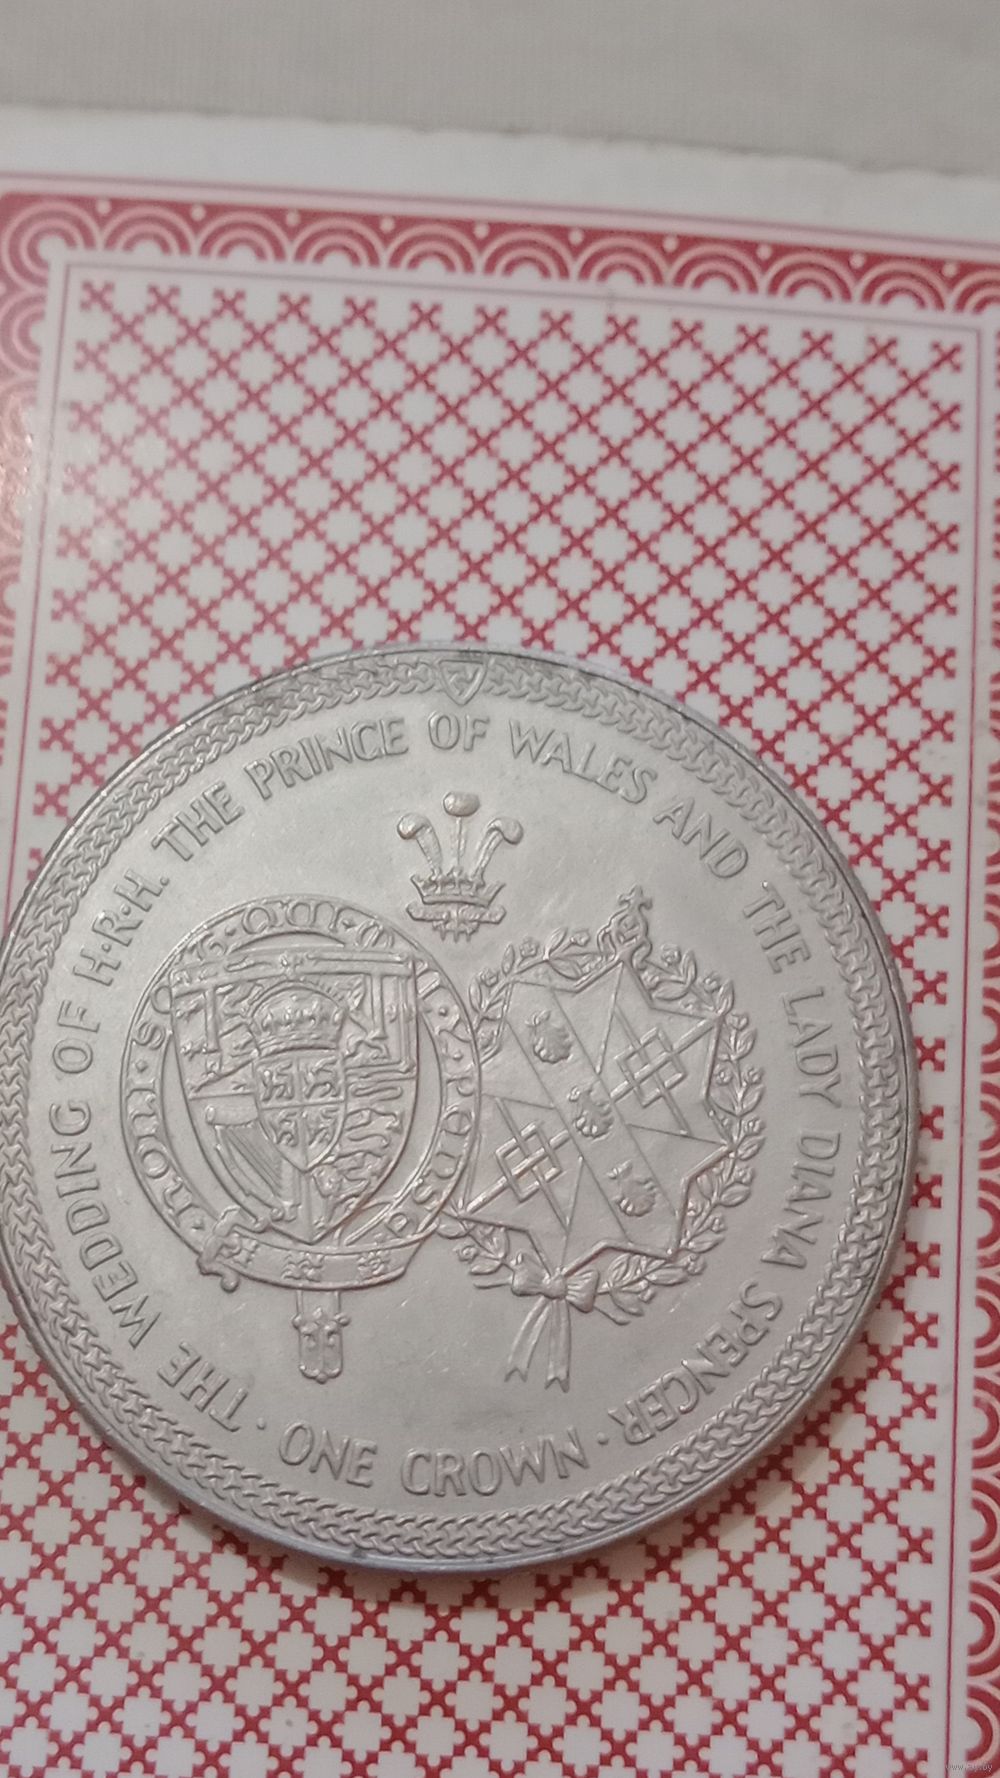 THE WEDDING OF H·R·H. THE PRINCE OF WALES AND THE LADY DIANA SPENCER
· ONE CROWN ·